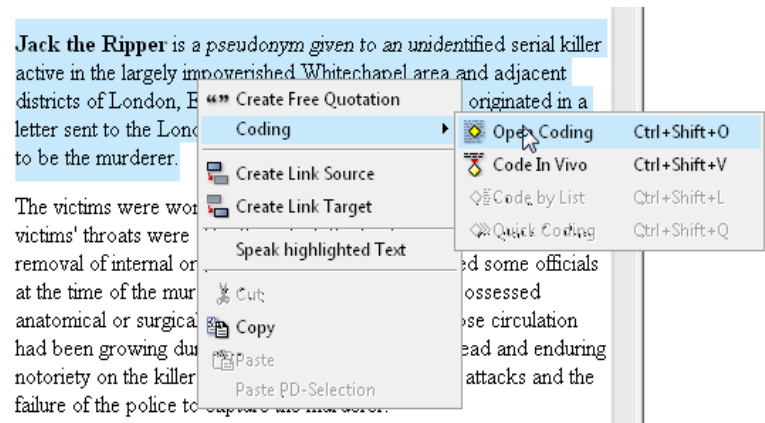 Jack the Ripper is a pseudonym given to an unidentified serial killer
active in the largely impoverished Whitechapel area and adjacent
districts of London, E originated in a
letter sent to the Lond
to be the murderer.
The victims were wor
victims' throats were
removal of internal or ed some officials
at the time of the mur ossessed
anatomical or surgical ose circulation
had been growing dur ead and enduring
notoriety on the killer attacks and the
failure of the police to capture the murderer.
Create Free Quotation
Coding
Create Link Source
Create Link Target
Speak highlighted Text
Cut
Copy
Paste
Paste PD-Selection
Open Coding Ctrl+Shift+O
Code In Vivo Ctrl+Shift+V
Code by List Ctrl+Shift+L
Quick Coding Ctrl+Shift+Q